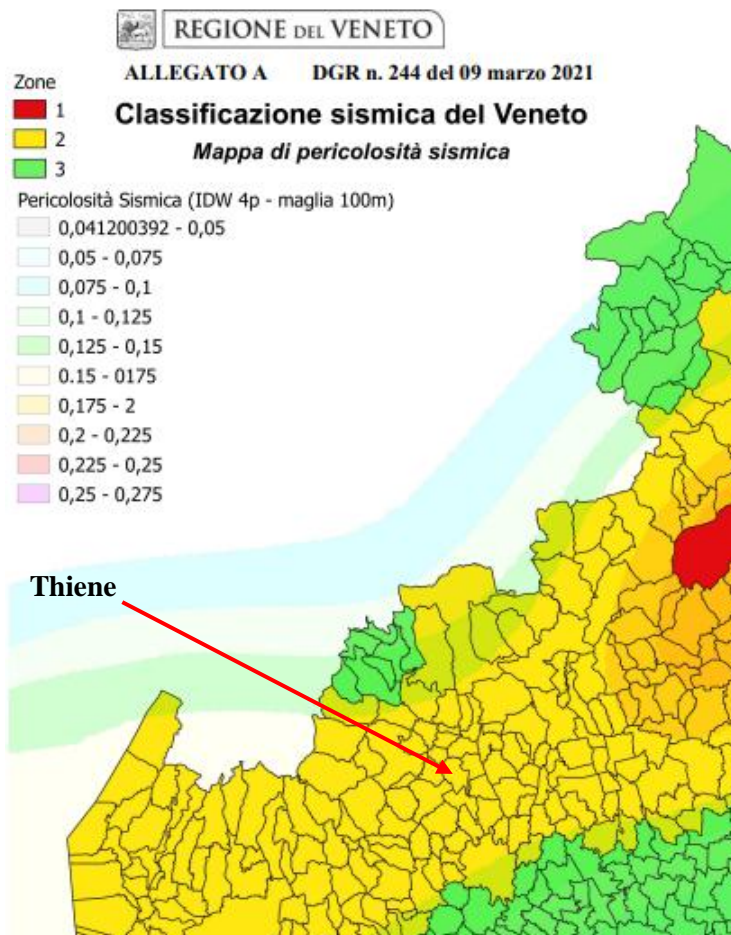 REGIONE DEL VENETO
ALLEGATO A DGR n. 244 del 09 marzo 2021
Zone
1
2
3
Classificazione sismica del Veneto
Mappa di pericolosità sismica
Pericolosità Sismica (IDW 4p - maglia 100m)
0,041200392 - 0,05
0,05 - 0,075
0,075 - 0,1
0,1 - 0,125
0,125 - 0,15
0.15 - 0175
0,175 - 2
0,2 - 0,225
0,225 - 0,25
0,25 - 0,275
Thiene